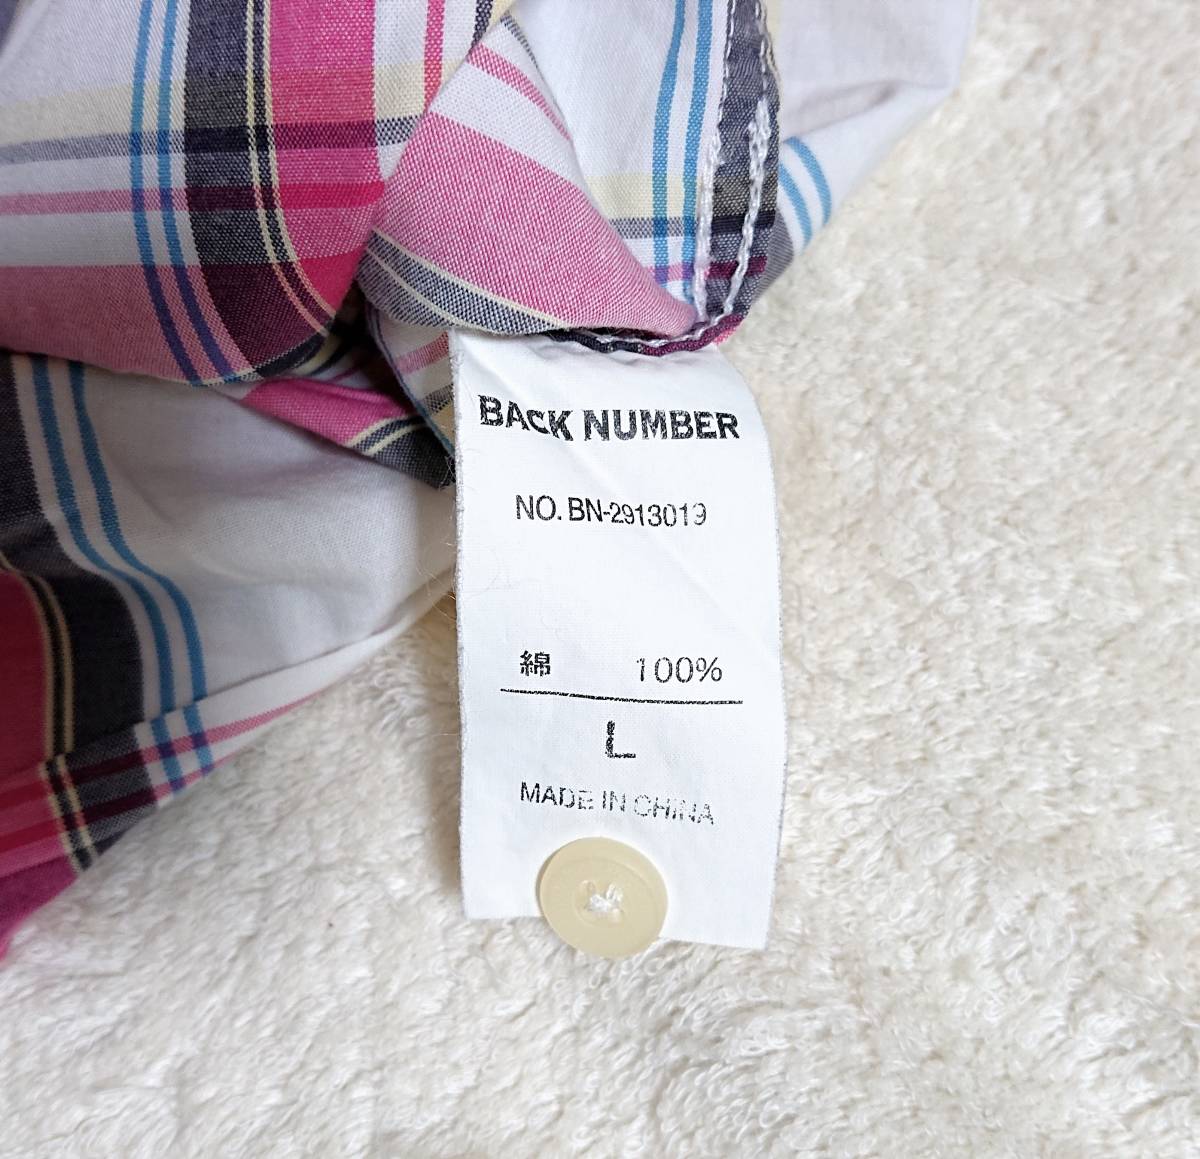 BACK NUMBER
NO. BN-2913019
綿 100%
L
MADE IN CHINA